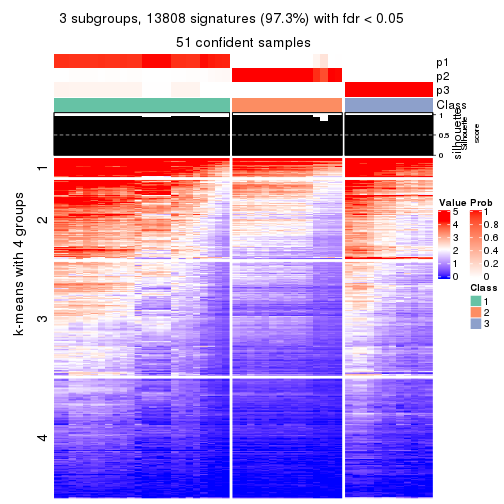 3 subgroups, 13808 signatures (97.3%) with fdr < 0.05
51 confident samples
p1
p2
p3
Class
silhouette
Silhouette
score
1
0.5
0
k-means with 4 groups
1
2
3
4
Value
5
4
3
2
1
0
Prob
1
0.8
0.6
0.4
0.2
0
Class
1
2
3